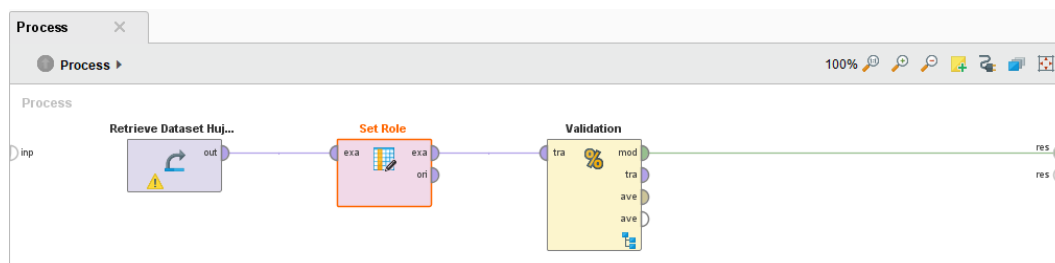 Process
Process
100%
Process
Retrieve Dataset Huj...
Set Role
Validation
inp
out
exa
exa
ori
tra
mod
tra
ave
ave
res
res